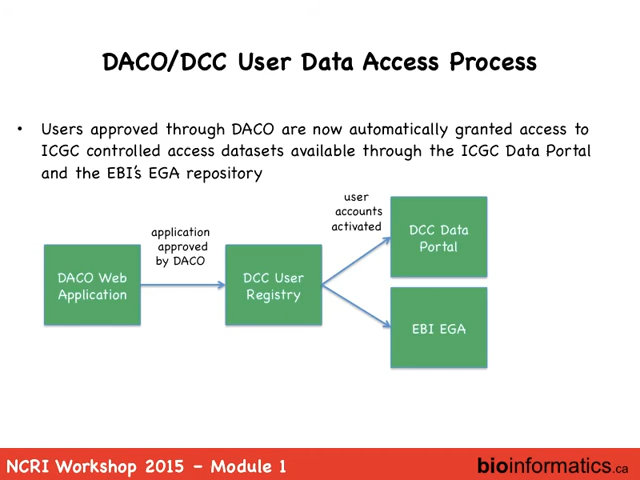 DACO/DCC User Data Access Process
• Users approved through DACO are now automatically granted access to
ICGC controlled access datasets available through the ICGC Data Portal
and the EBI's EGA repository
user
accounts
activated
application
approved
by DACO
DACO Web
Application
DCC User
Registry
DCC Data
Portal
EBI EGA
NCRI Workshop 2015 – Module 1
bioinformatics.ca